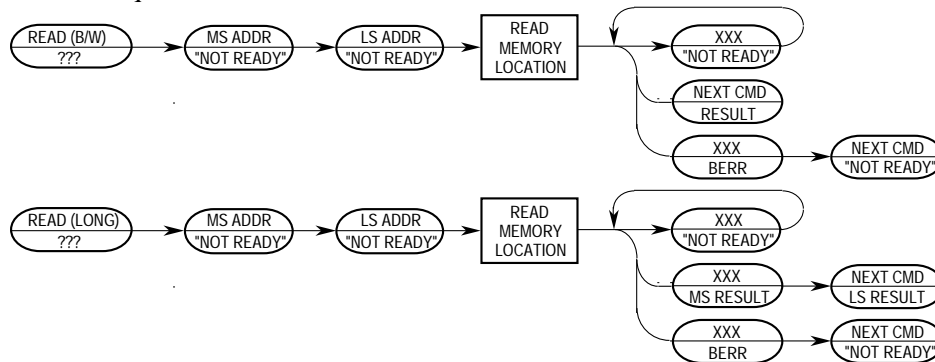 READ (B/W)
???
MS ADDR
"NOT READY"
LS ADDR
"NOT READY"
READ
MEMORY
LOCATION
XXX
"NOT READY"
NEXT CMD
RESULT
XXX
BERR
NEXT CMD
"NOT READY"
READ (LONG)
???
MS ADDR
"NOT READY"
LS ADDR
"NOT READY"
READ
MEMORY
LOCATION
XXX
"NOT READY"
XXX
MS RESULT
NEXT CMD
LS RESULT
XXX
BERR
NEXT CMD
"NOT READY"